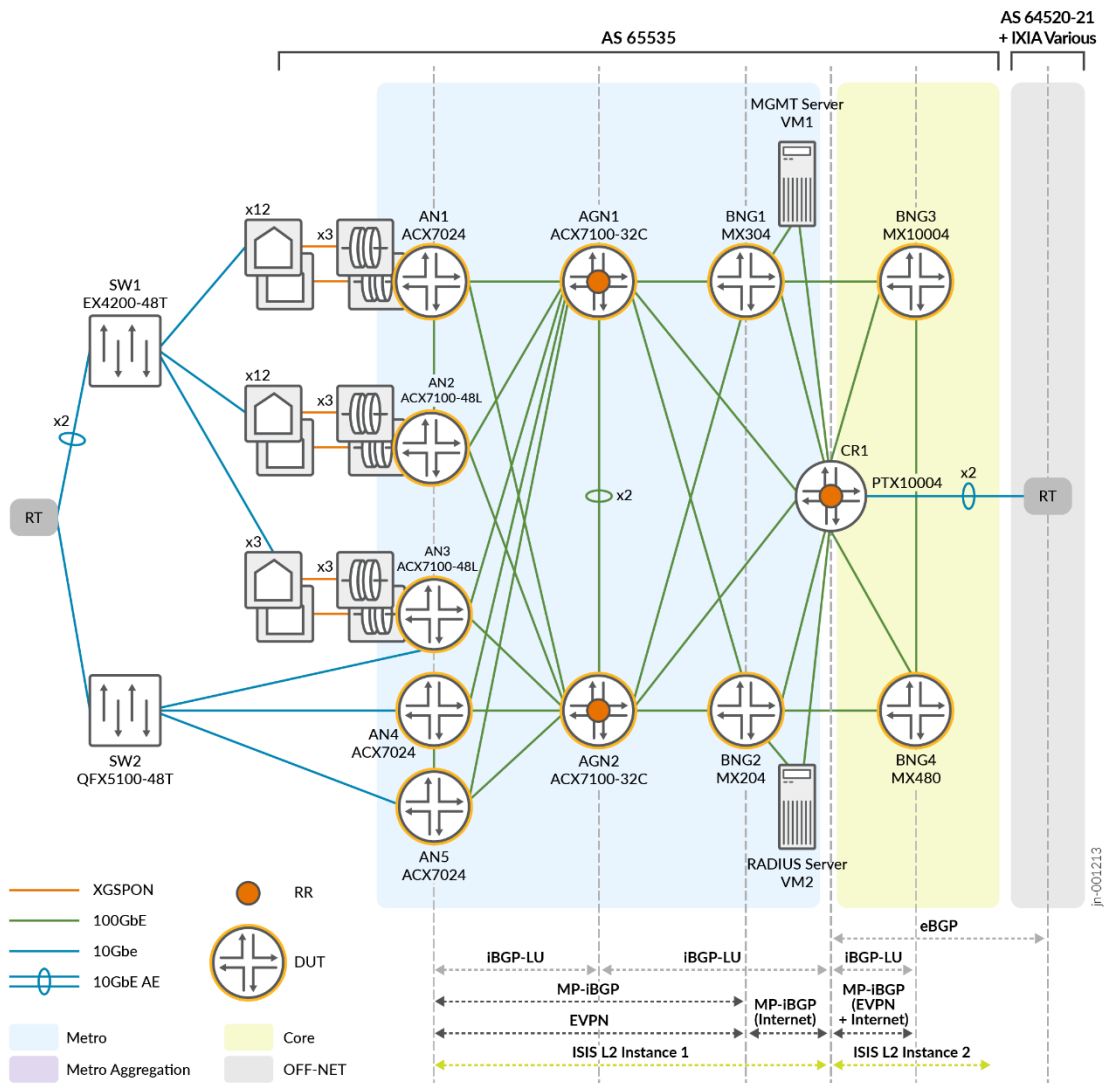 AS 64520-21
+ IXIA Various
AS 65535
MGMT Server
VM1
x12
x3
AN1
ACX7024
AGN1
ACX7100-32C
BNG1
MX304
BNG3
MX10004
SW1
EX4200-48T
x12
x3
AN2
ACX7100-48L
x2
CR1
PTX10004
x2
x2
RT
RT
x3
x3
AN3
ACX7100-48L
AN4
ACX7024
SW2
QFX5100-48T
AGN2
ACX7100-32C
BNG2
MX204
BNG4
MX480
AN5
ACX7024
RADIUS Server
VM2
jn-001213
XGSPON
RR
100GbE
10Gbe
DUT
10GbE AE
Metro
Core
Metro Aggregation
OFF-NET
eBGP
iBGP-LU
iBGP-LU
iBGP-LU
MP-iBGP
MP-iBGP
(Internet)
MP-iBGP
(EVPN
+ Internet)
EVPN
ISIS L2 Instance 1
ISIS L2 Instance 2